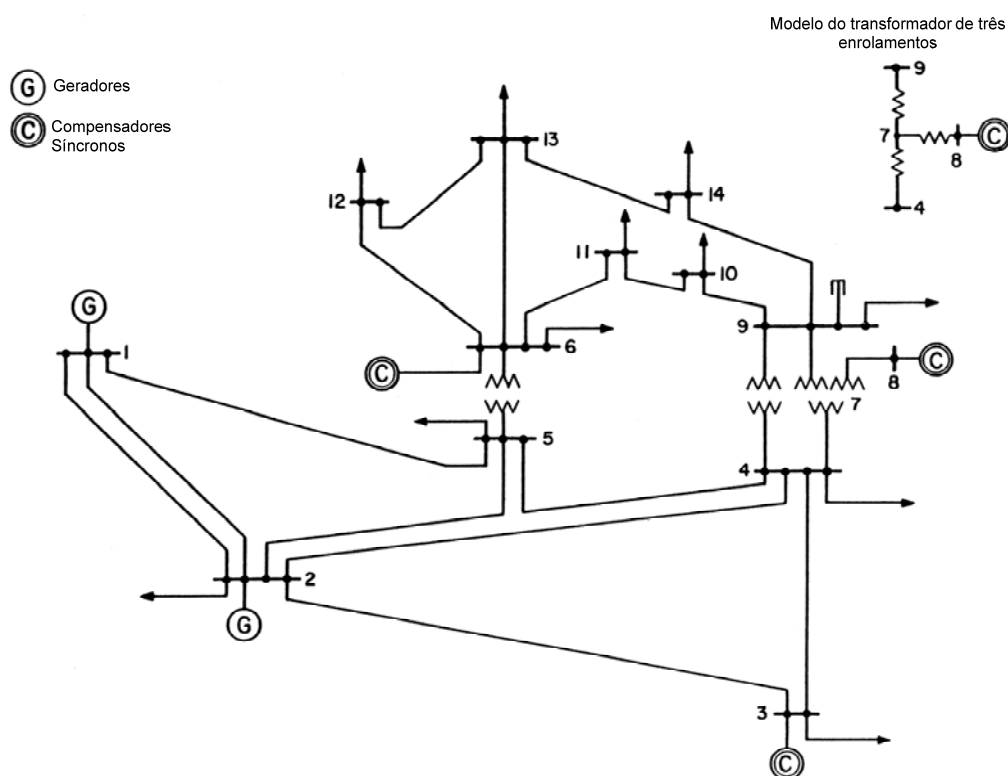 Modelo do transformador de três
enrolamentos
G Geradores
C Compensadores
Síncronos
9
7
8
C
4
13
12
14
11
10
G
1
6
9
C
8
C
7
5
4
2
G
3
C